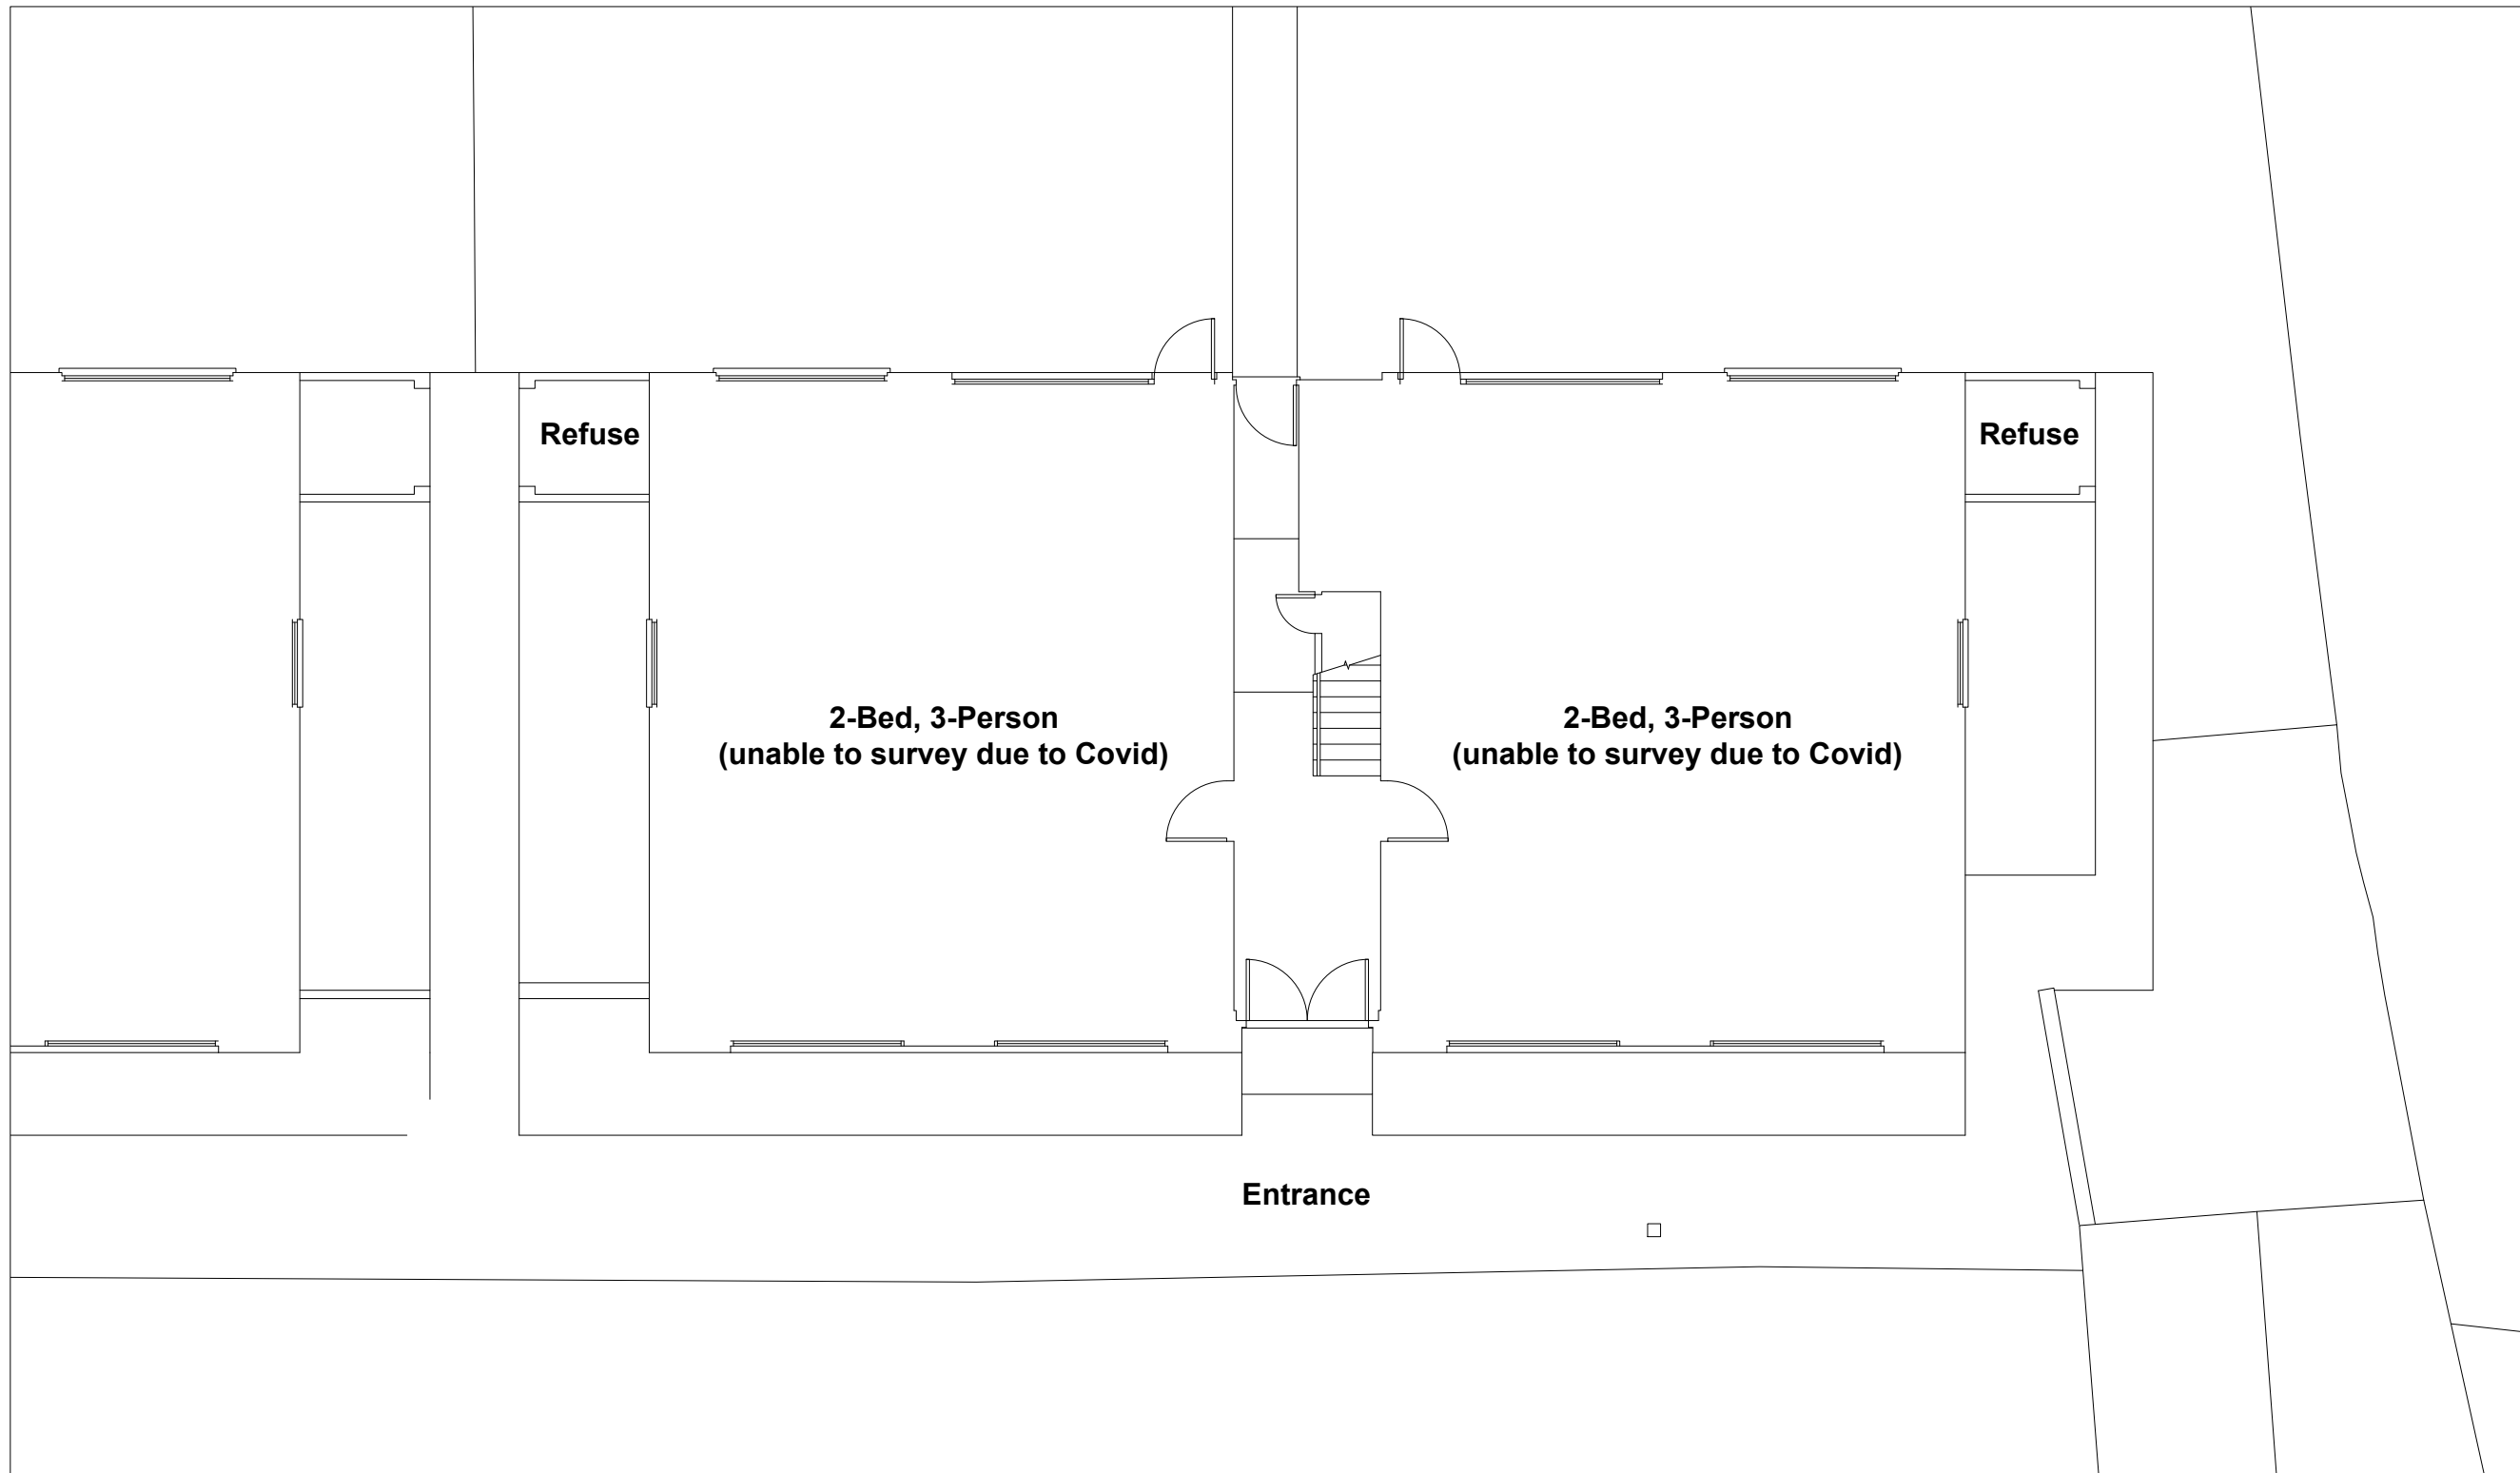 Refuse
Refuse
2-Bed, 3-Person
(unable to survey due to Covid)
2-Bed, 3-Person
(unable to survey due to Covid)
Entrance